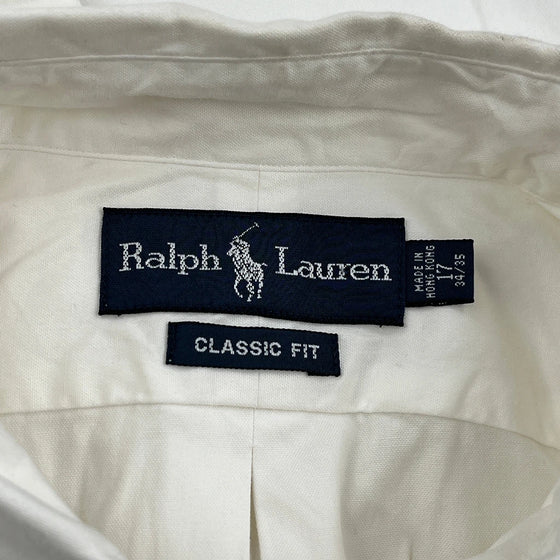 Ralph Lauren
MADE IN
HONG KONG
17
34/35
CLASSIC FIT